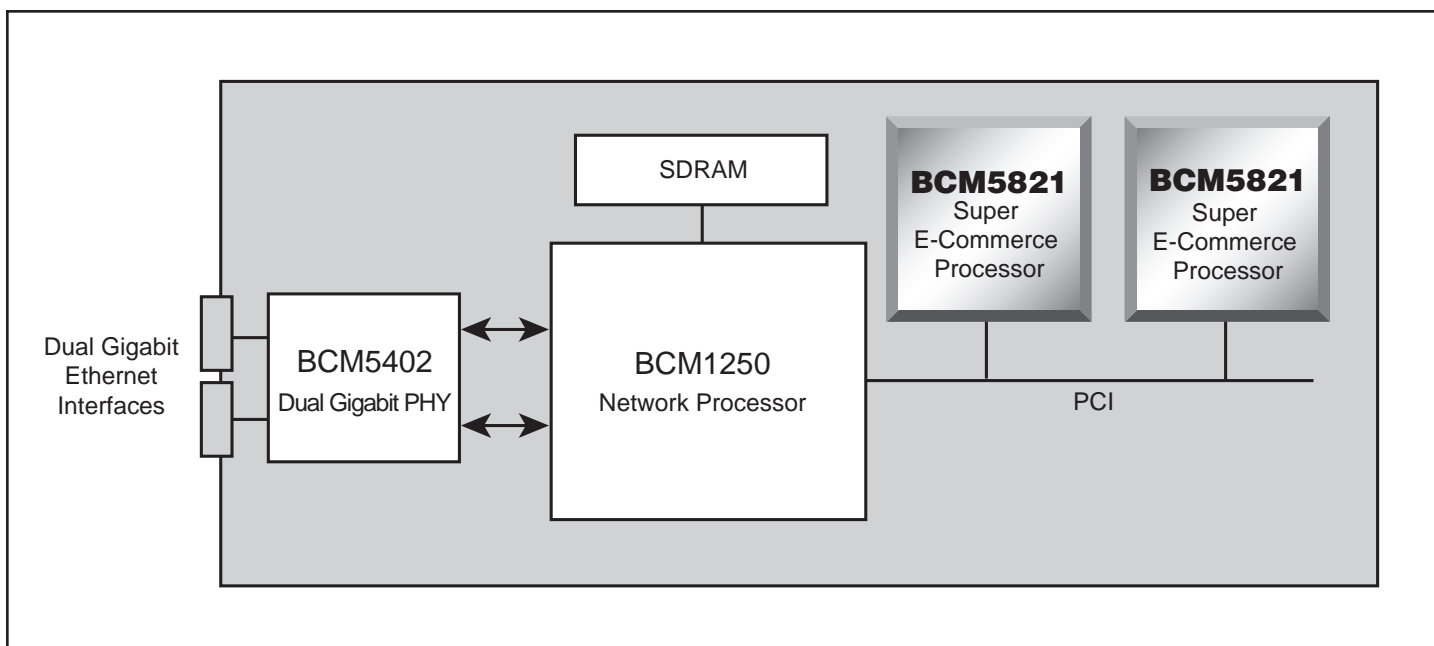 SDRAM
BCM5821
Super
E-Commerce
Processor
BCM5821
Super
E-Commerce
Processor
Dual Gigabit
Ethernet
Interfaces
BCM5402
Dual Gigabit PHY
BCM1250
Network Processor
PCI